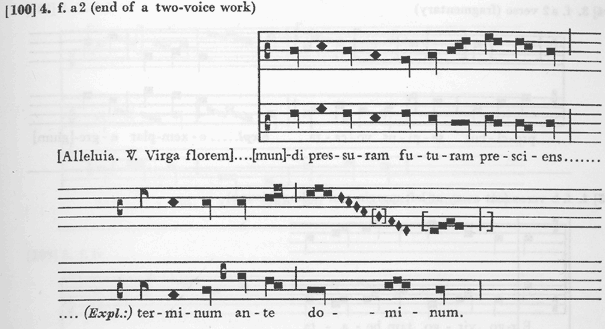 [100] 4. f. a2 (end of a two-voice work)
[Alleluia. ℣. Virga florem]....[mun]-di pres-su-ram fu-tu-ram pre-sci-ens.......
.... (Expl.:) ter-mi-num an-te do- -mi-num.